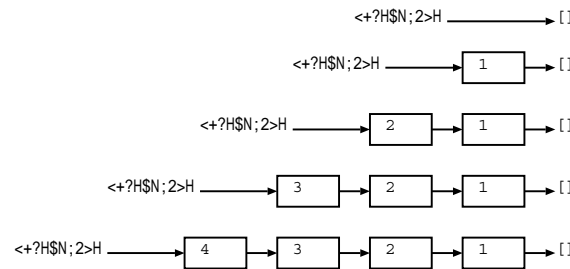 <+?H$N;2>H []
<+?H$N;2>H 1 []
<+?H$N;2>H 2 1 []
<+?H$N;2>H 3 2 1 []
<+?H$N;2>H 4 3 2 1 []